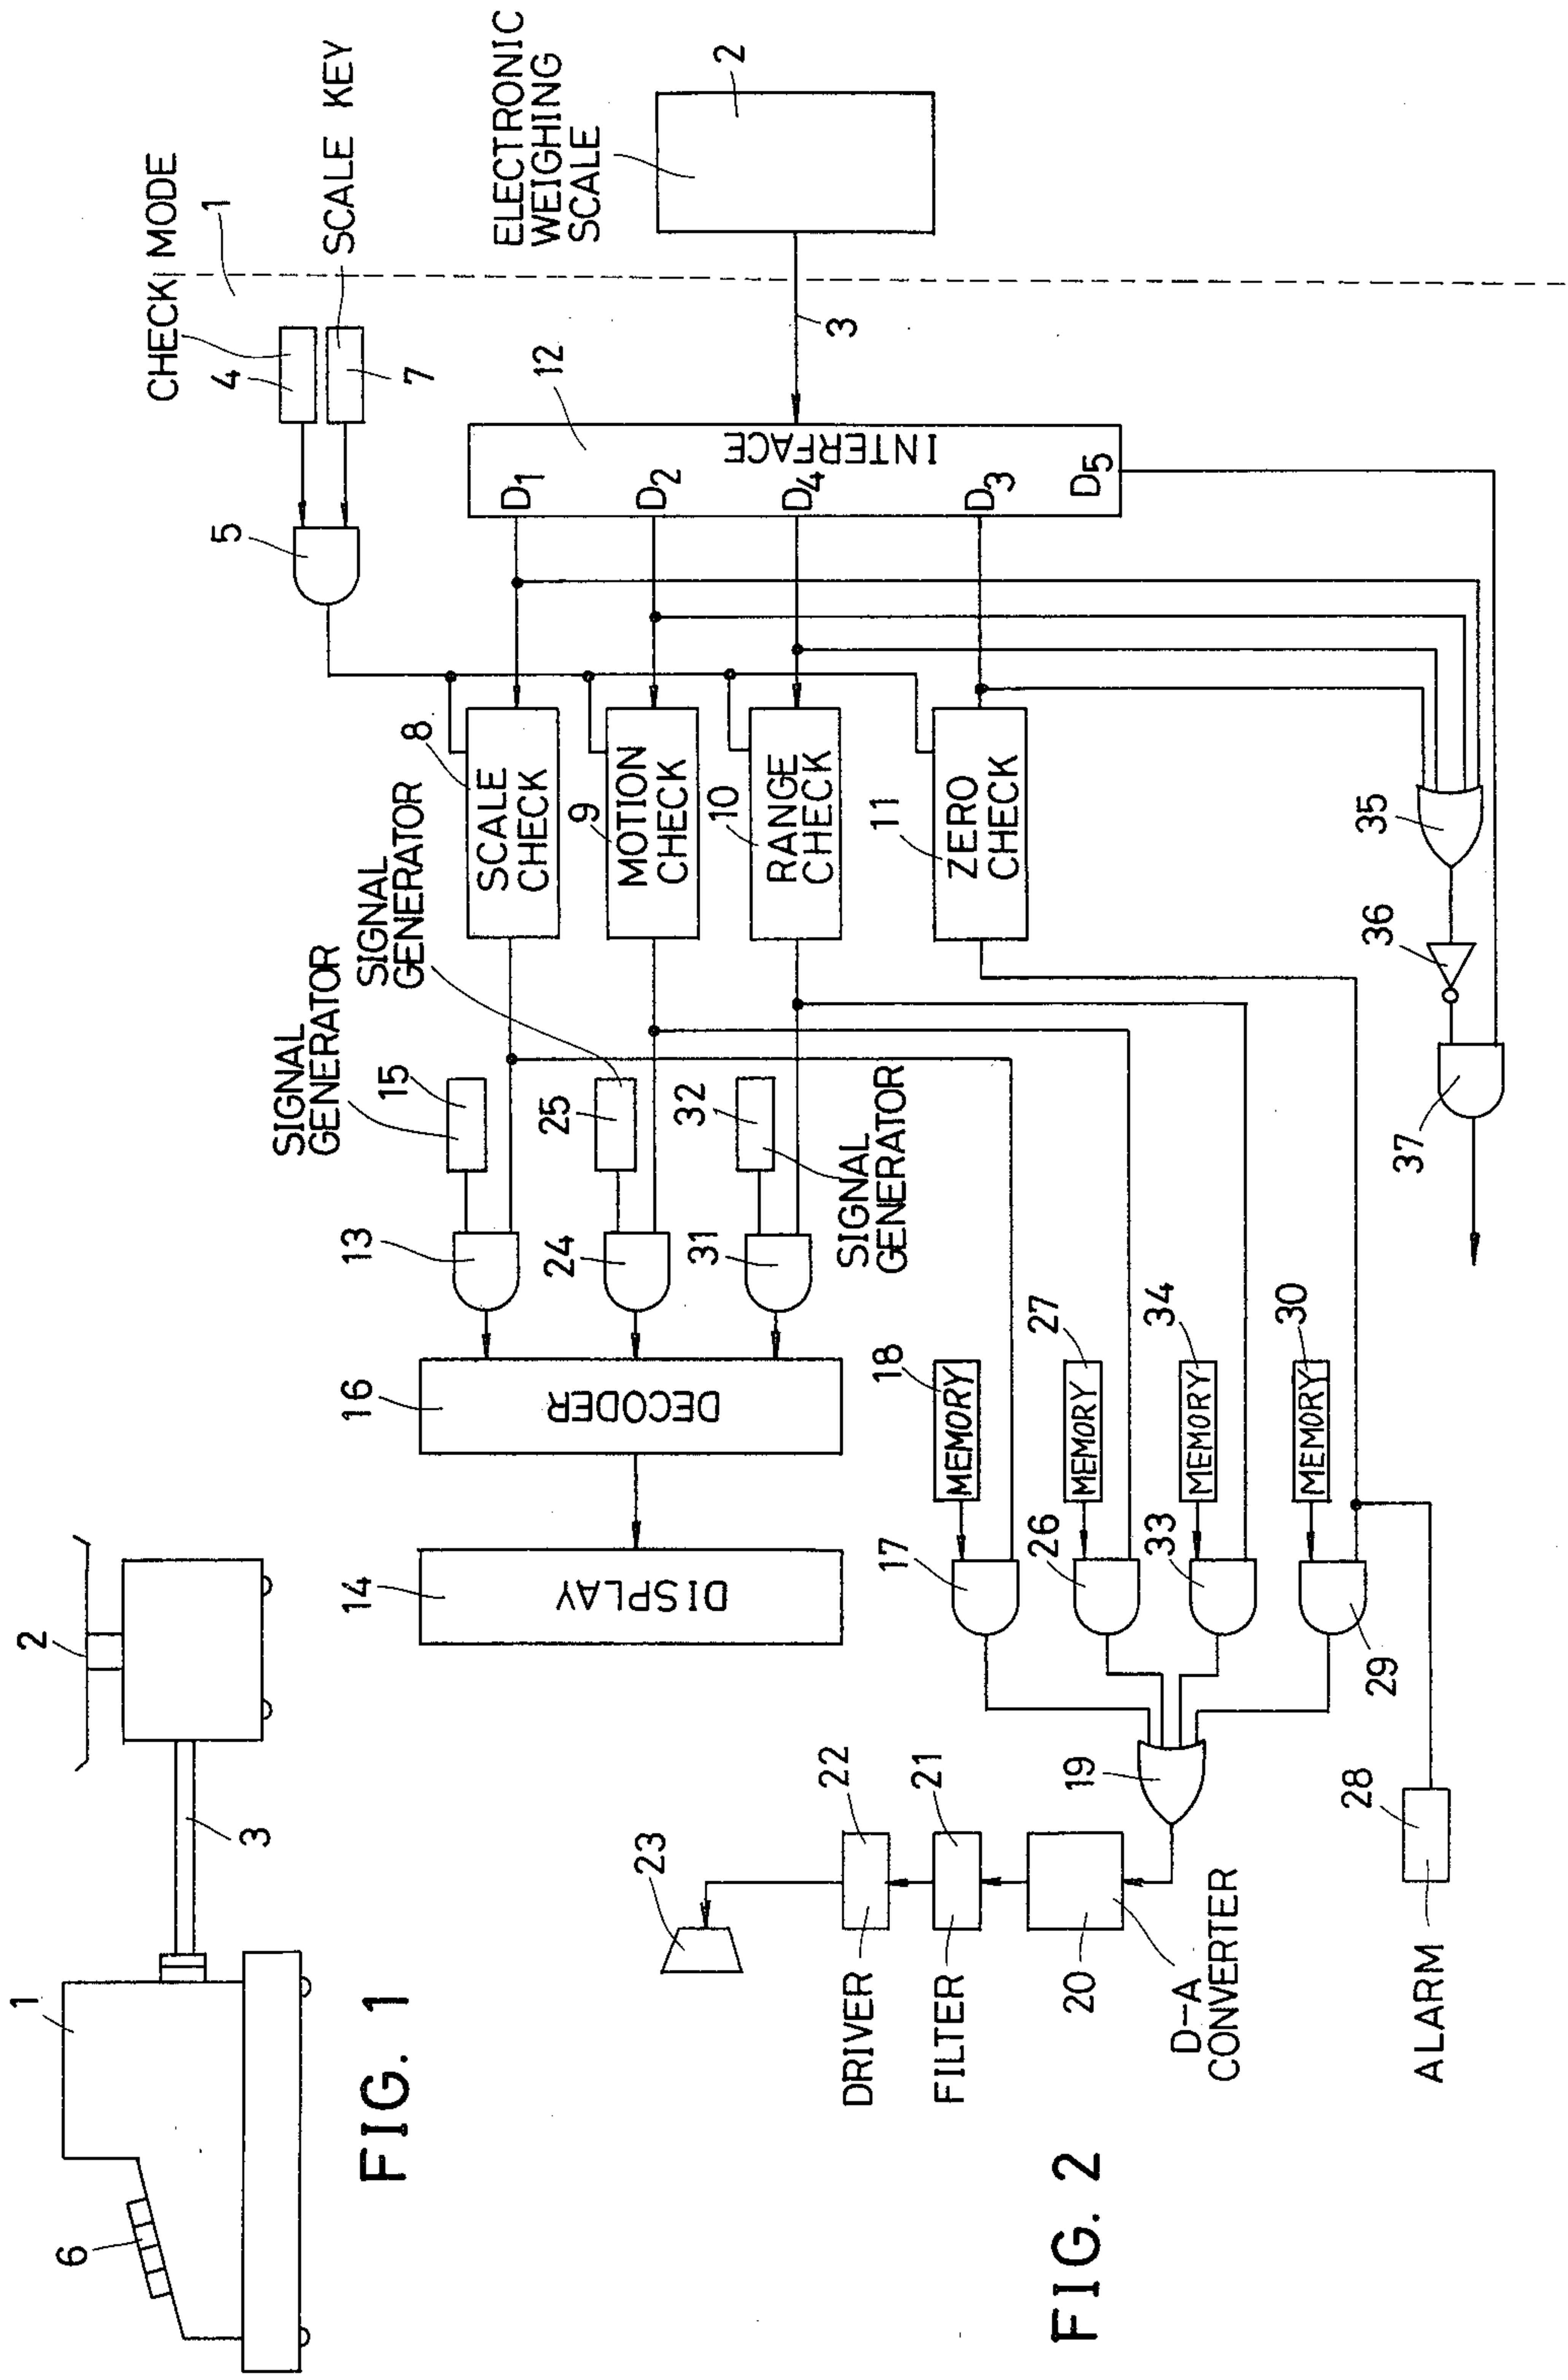 FIG. 1
1
2
3
6
FIG. 2
CHECK MODE
1
SCALE KEY
4
7
5
ELECTRONIC
WEIGHING
SCALE
2
3
12
INTERFACE
D1
D2
D4
D3
D5
8
SCALE
CHECK
9
MOTION
CHECK
10
RANGE
CHECK
11
ZERO
CHECK
SIGNAL
GENERATOR
15
SIGNAL
GENERATOR
25
32
SIGNAL
GENERATOR
13
24
31
16
DECODER
14
DISPLAY
18
MEMORY
27
MEMORY
34
MEMORY
30
MEMORY
17
26
33
29
19
35
36
37
23
22
DRIVER
21
FILTER
20
D-A
CONVERTER
28
ALARM